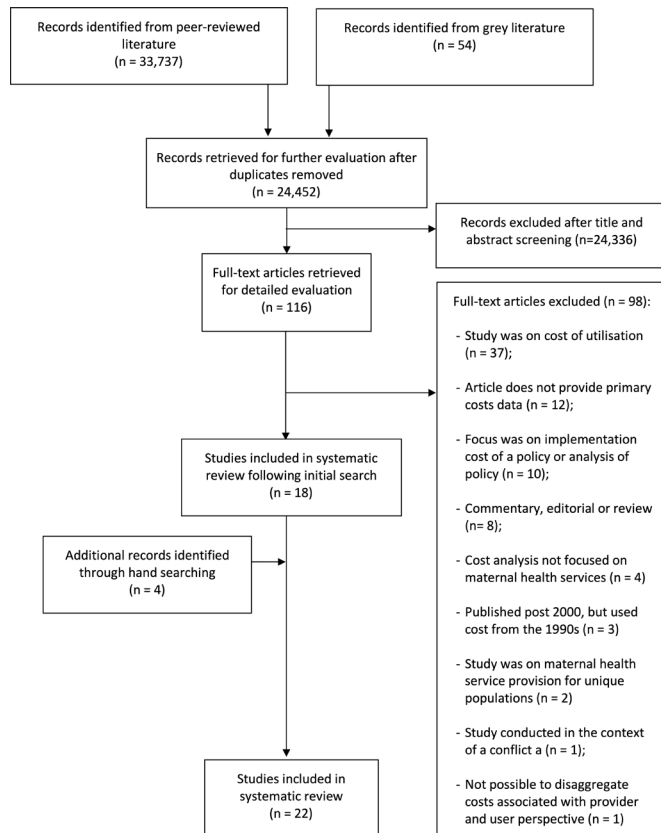 Records identified from peer-reviewed
literature
(n = 33,737)
Records identified from grey literature
(n = 54)
Records retrieved for further evaluation after
duplicates removed
(n = 24,452)
Records excluded after title and
abstract screening (n=24,336)
Full-text articles retrieved
for detailed evaluation
(n = 116)
Full-text articles excluded (n = 98):
- Study was on cost of utilisation
(n = 37);
- Article does not provide primary
costs data (n = 12);
- Focus was on implementation
cost of a policy or analysis of
policy (n = 10);
- Commentary, editorial or review
(n= 8);
- Cost analysis not focused on
maternal health services (n = 4)
- Published post 2000, but used
cost from the 1990s (n = 3)
- Study was on maternal health
service provision for unique
populations (n = 2)
- Study conducted in the context
of a conflict a (n = 1);
- Not possible to disaggregate
costs associated with provider
and user perspective (n = 1)
Studies included in systematic
review following initial search
(n = 18)
Additional records identified
through hand searching
(n = 4)
Studies included in
systematic review
(n = 22)